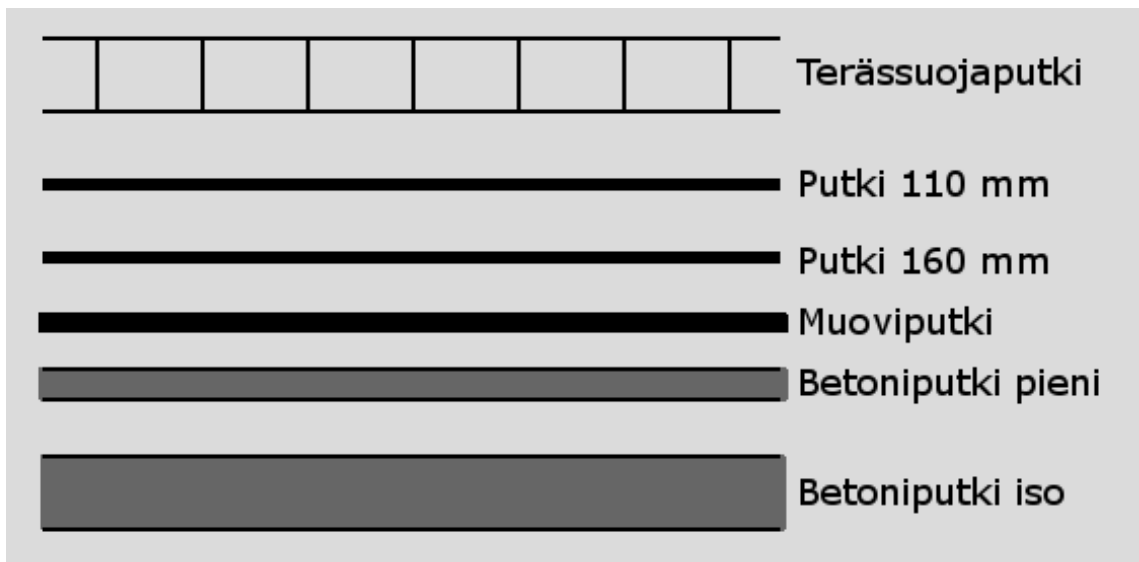 Terässuojaputki
Putki 110 mm
Putki 160 mm
Muoviputki
Betoniputki pieni
Betoniputki iso